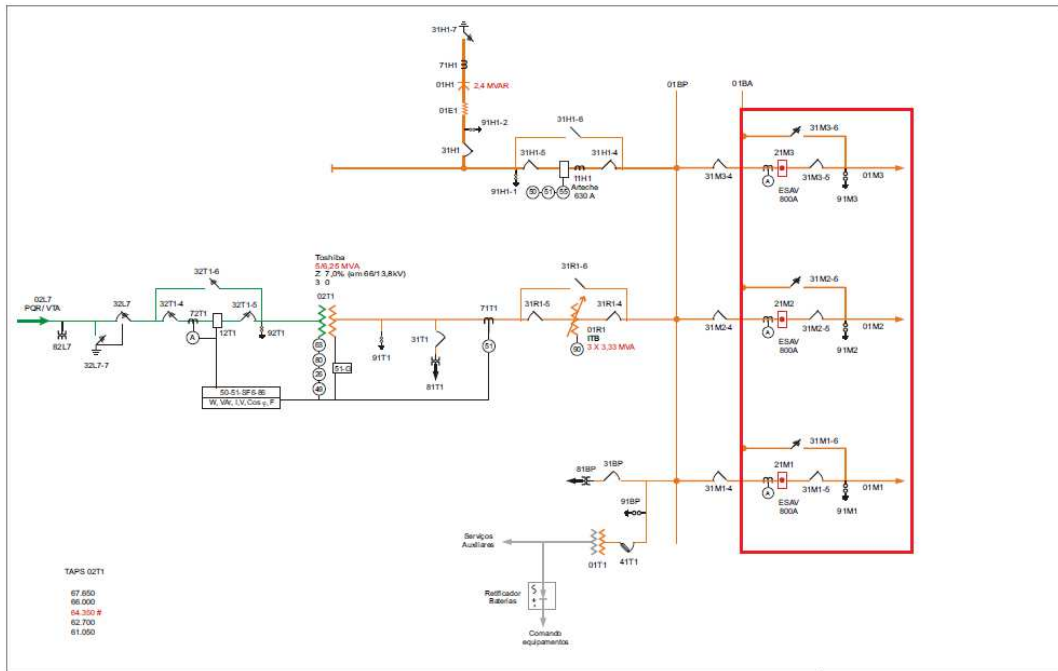 31H1-7
71H1
01H1
2,4 MVAR
01E1
91H1-2
31H1
31H1-6
31H1-5
31H1-4
11H1
Arteche
630 A
91H1-1
50
51
55
01BP
01BA
31M3-4
31M3-6
21M3
A
ESAV
800A
31M3-5
91M3
01M3
02L7
PQR/ VTA
82L7
32L7
32L7-7
32T1-6
32T1-4
72T1
A
12T1
32T1-5
92T1
50-51-SF6-86
W, VAr, I,V, Cos φ, F
Toshiba
5/6,25 MVA
Z 7,0% (em 66/13,8kV)
3 0
02T1
63
80
26
49
51-G
91T1
31T1
81T1
71T1
51
31R1-6
31R1-5
31R1-4
01R1
ITB
3 X 3,33 MVA
90
31M2-4
31M2-6
21M2
A
ESAV
800A
31M2-5
91M2
01M2
31M1-4
31M1-6
21M1
A
ESAV
800A
31M1-5
91M1
01M1
81BP
31BP
91BP
Serviços
Auxiliares
01T1
41T1
Retificador
Baterias
Comando
equipamentos
TAPS 02T1
67.650
66.000
64.350 #
62.700
61.050